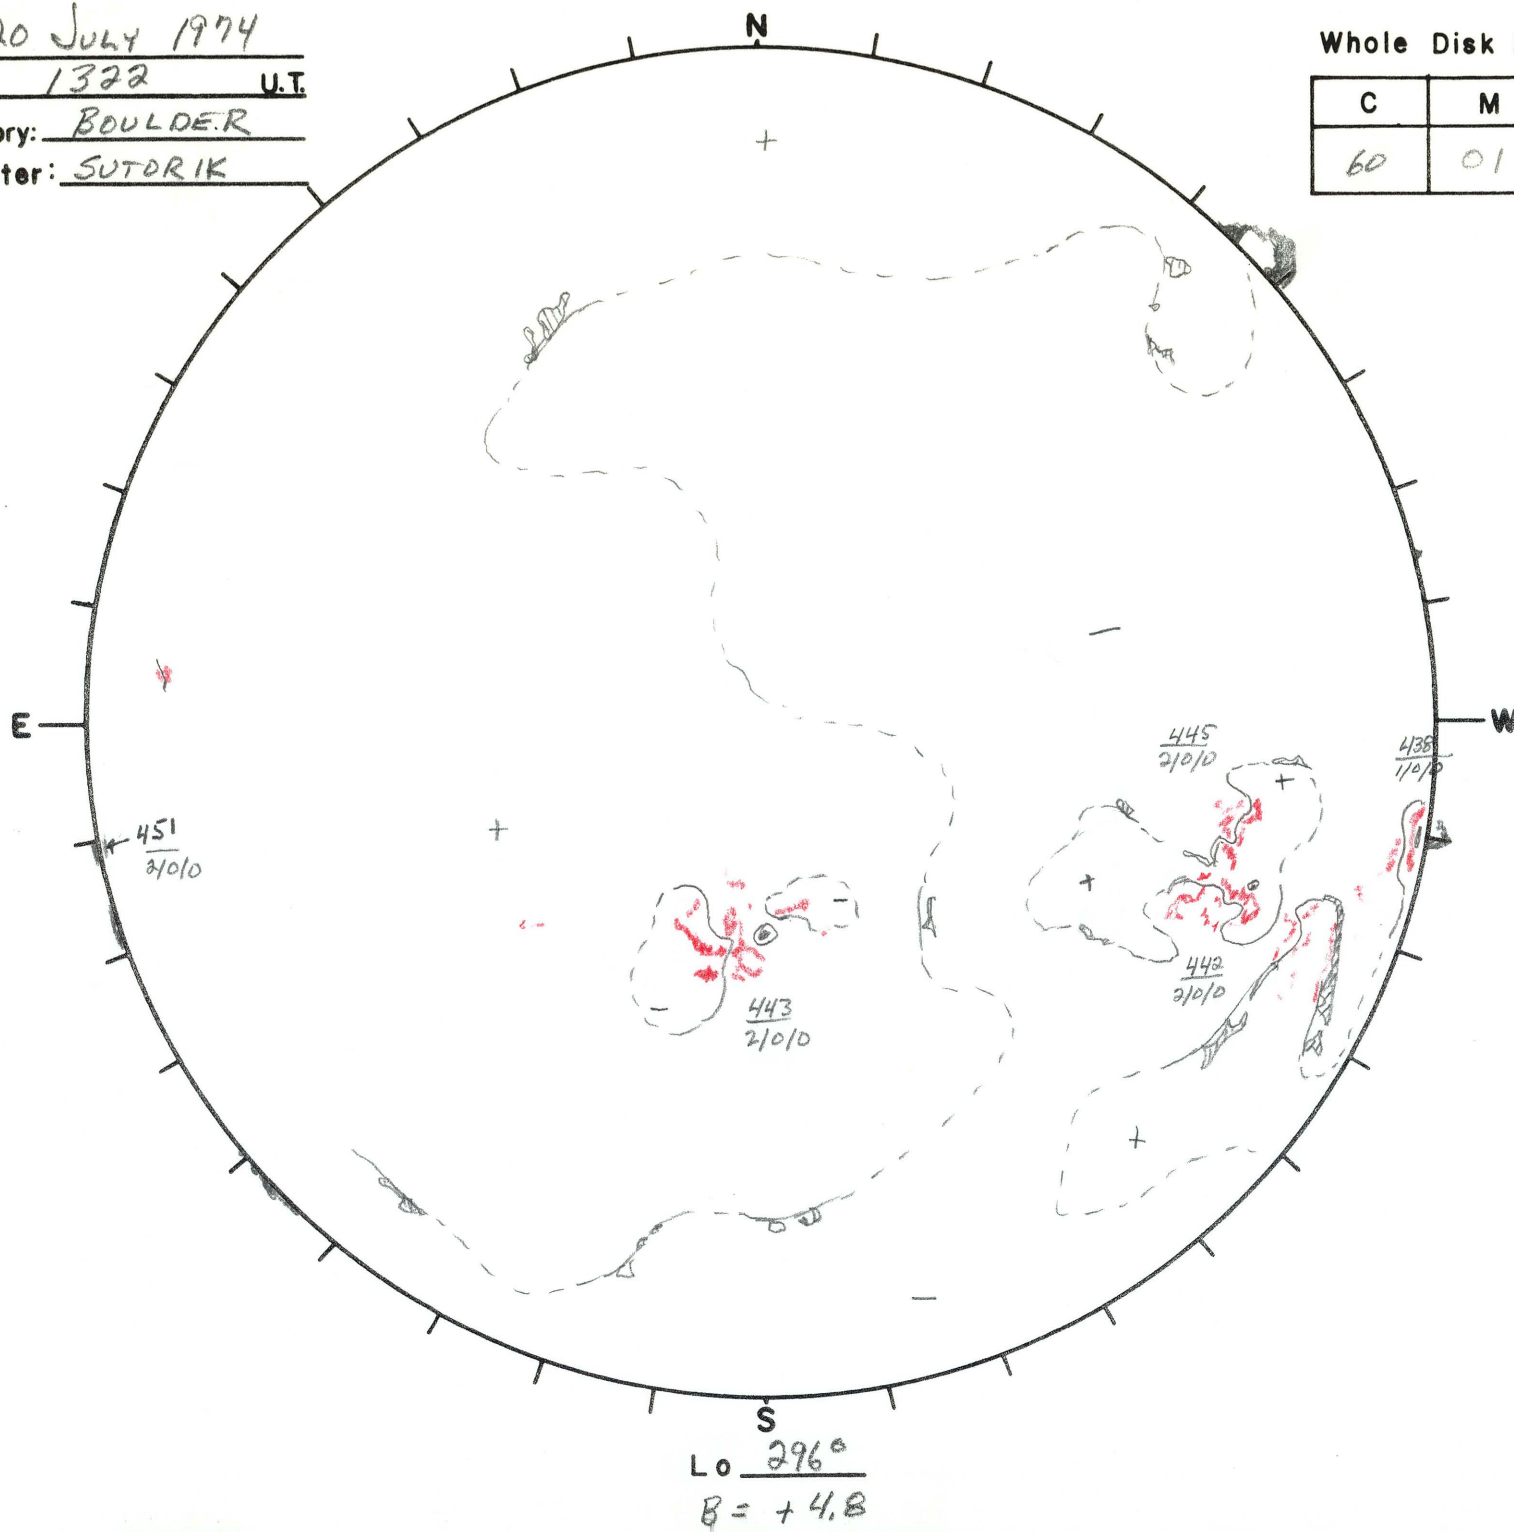 20 JULY 1974
1322 U.T.
ory: BOULDER
ter: SUTORIK
N
Whole Disk
C M
60 01
+
−
E
W
445
2/0/0
438
1/0/0
+
451
2/0/0
+
+
−
442
2/0/0
−
443
2/0/0
+
−
S
Lo 296°
B = + 4.8